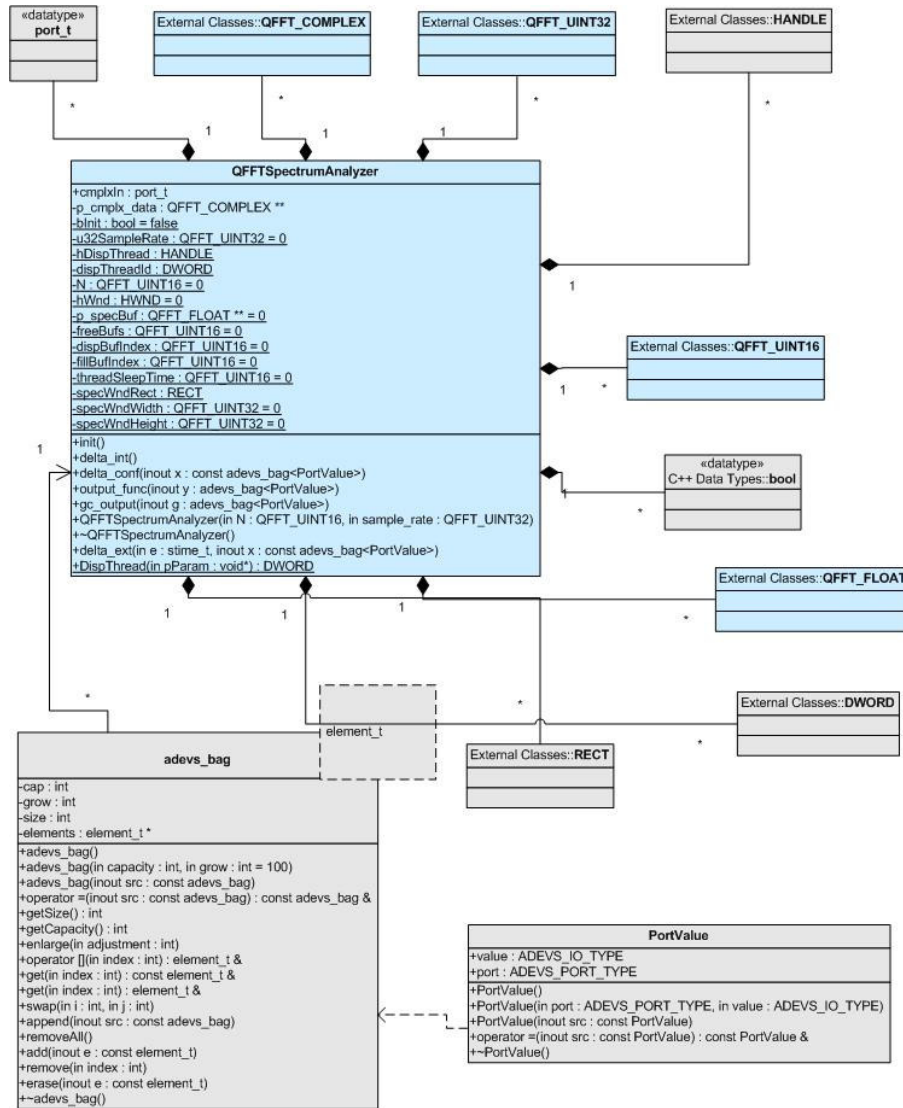 «datatype»
port_t
External Classes::QFFT_COMPLEX
External Classes::QFFT_UINT32
External Classes::HANDLE
*
*
*
*
1
1
1
QFFTSpectrumAnalyzer
+cmplxIn : port_t
-p_cmplx_data : QFFT_COMPLEX **
-bInit : bool = false
-u32SampleRate : QFFT_UINT32 = 0
-hDispThread : HANDLE
-dispThreadId : DWORD
-N : QFFT_UINT16 = 0
-hWnd : HWND = 0
-p_specBuf : QFFT_FLOAT ** = 0
-freeBufs : QFFT_UINT16 = 0
-dispBufIndex : QFFT_UINT16 = 0
-fillBufIndex : QFFT_UINT16 = 0
-threadSleepTime : QFFT_UINT16 = 0
-specWndRect : RECT
-specWndWidth : QFFT_UINT32 = 0
-specWndHeight : QFFT_UINT32 = 0
+init()
+delta_int()
+delta_conf(inout x : const adevs_bag<PortValue>)
+output_func(inout y : adevs_bag<PortValue>)
+gc_output(inout g : adevs_bag<PortValue>)
+QFFTSpectrumAnalyzer(in N : QFFT_UINT16, in sample_rate : QFFT_UINT32)
+~QFFTSpectrumAnalyzer()
+delta_ext(in e : stime_t, inout x : const adevs_bag<PortValue>)
+DispThread(in pParam : void*) : DWORD
1
External Classes::QFFT_UINT16
1
*
1
«datatype»
C++ Data Types::bool
1
*
External Classes::QFFT_FLOAT
1
1
1
*
*
element_t
*
External Classes::DWORD
*
External Classes::RECT
adevs_bag
-cap : int
-grow : int
-size : int
-elements : element_t *
+adevs_bag()
+adevs_bag(in capacity : int, in grow : int = 100)
+adevs_bag(inout src : const adevs_bag)
+operator =(inout src : const adevs_bag) : const adevs_bag &
+getSize() : int
+getCapacity() : int
+enlarge(in adjustment : int)
+operator [](in index : int) : element_t &
+get(in index : int) : const element_t &
+get(in index : int) : element_t &
+swap(in i : int, in j : int)
+append(inout src : const adevs_bag)
+removeAll()
+add(inout e : const element_t)
+remove(in index : int)
+erase(inout e : const element_t)
+~adevs_bag()
PortValue
+value : ADEVS_IO_TYPE
+port : ADEVS_PORT_TYPE
+PortValue()
+PortValue(in port : ADEVS_PORT_TYPE, in value : ADEVS_IO_TYPE)
+PortValue(inout src : const PortValue)
+operator =(inout src : const PortValue) : const PortValue &
+~PortValue()